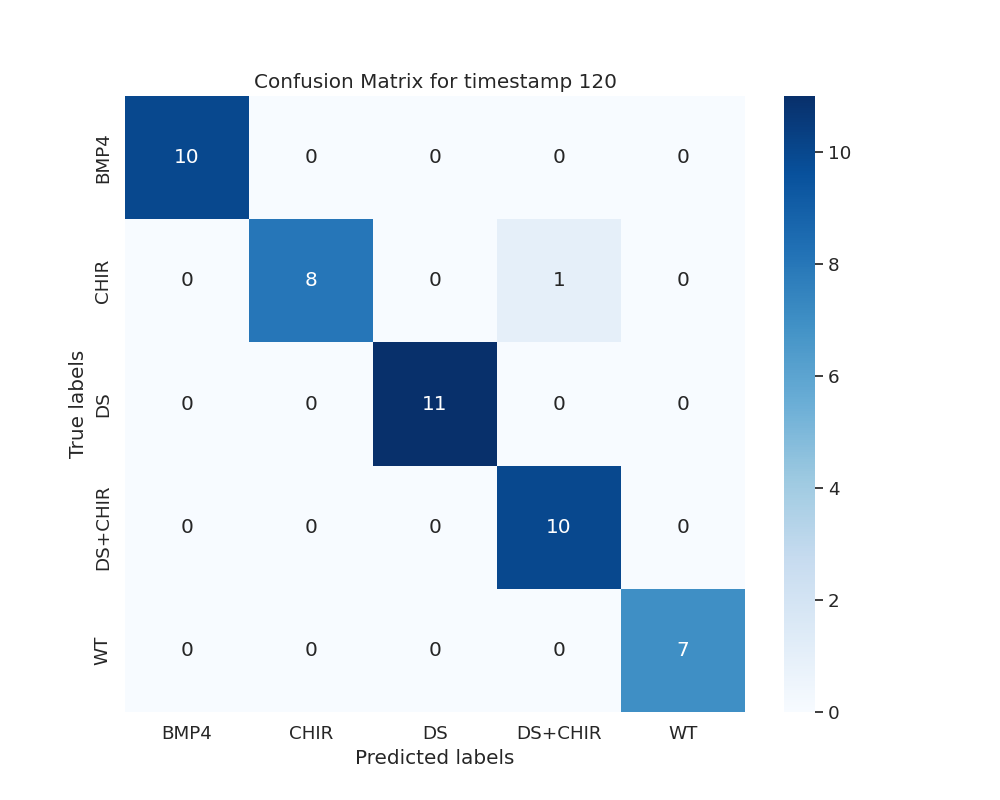 Confusion Matrix for timestamp 120
True labels
BMP4 10 0 0 0 0
CHIR 0 8 0 1 0
DS 0 0 11 0 0
DS+CHIR 0 0 0 10 0
WT 0 0 0 0 7
BMP4 CHIR DS DS+CHIR WT
Predicted labels
10
8
6
4
2
0